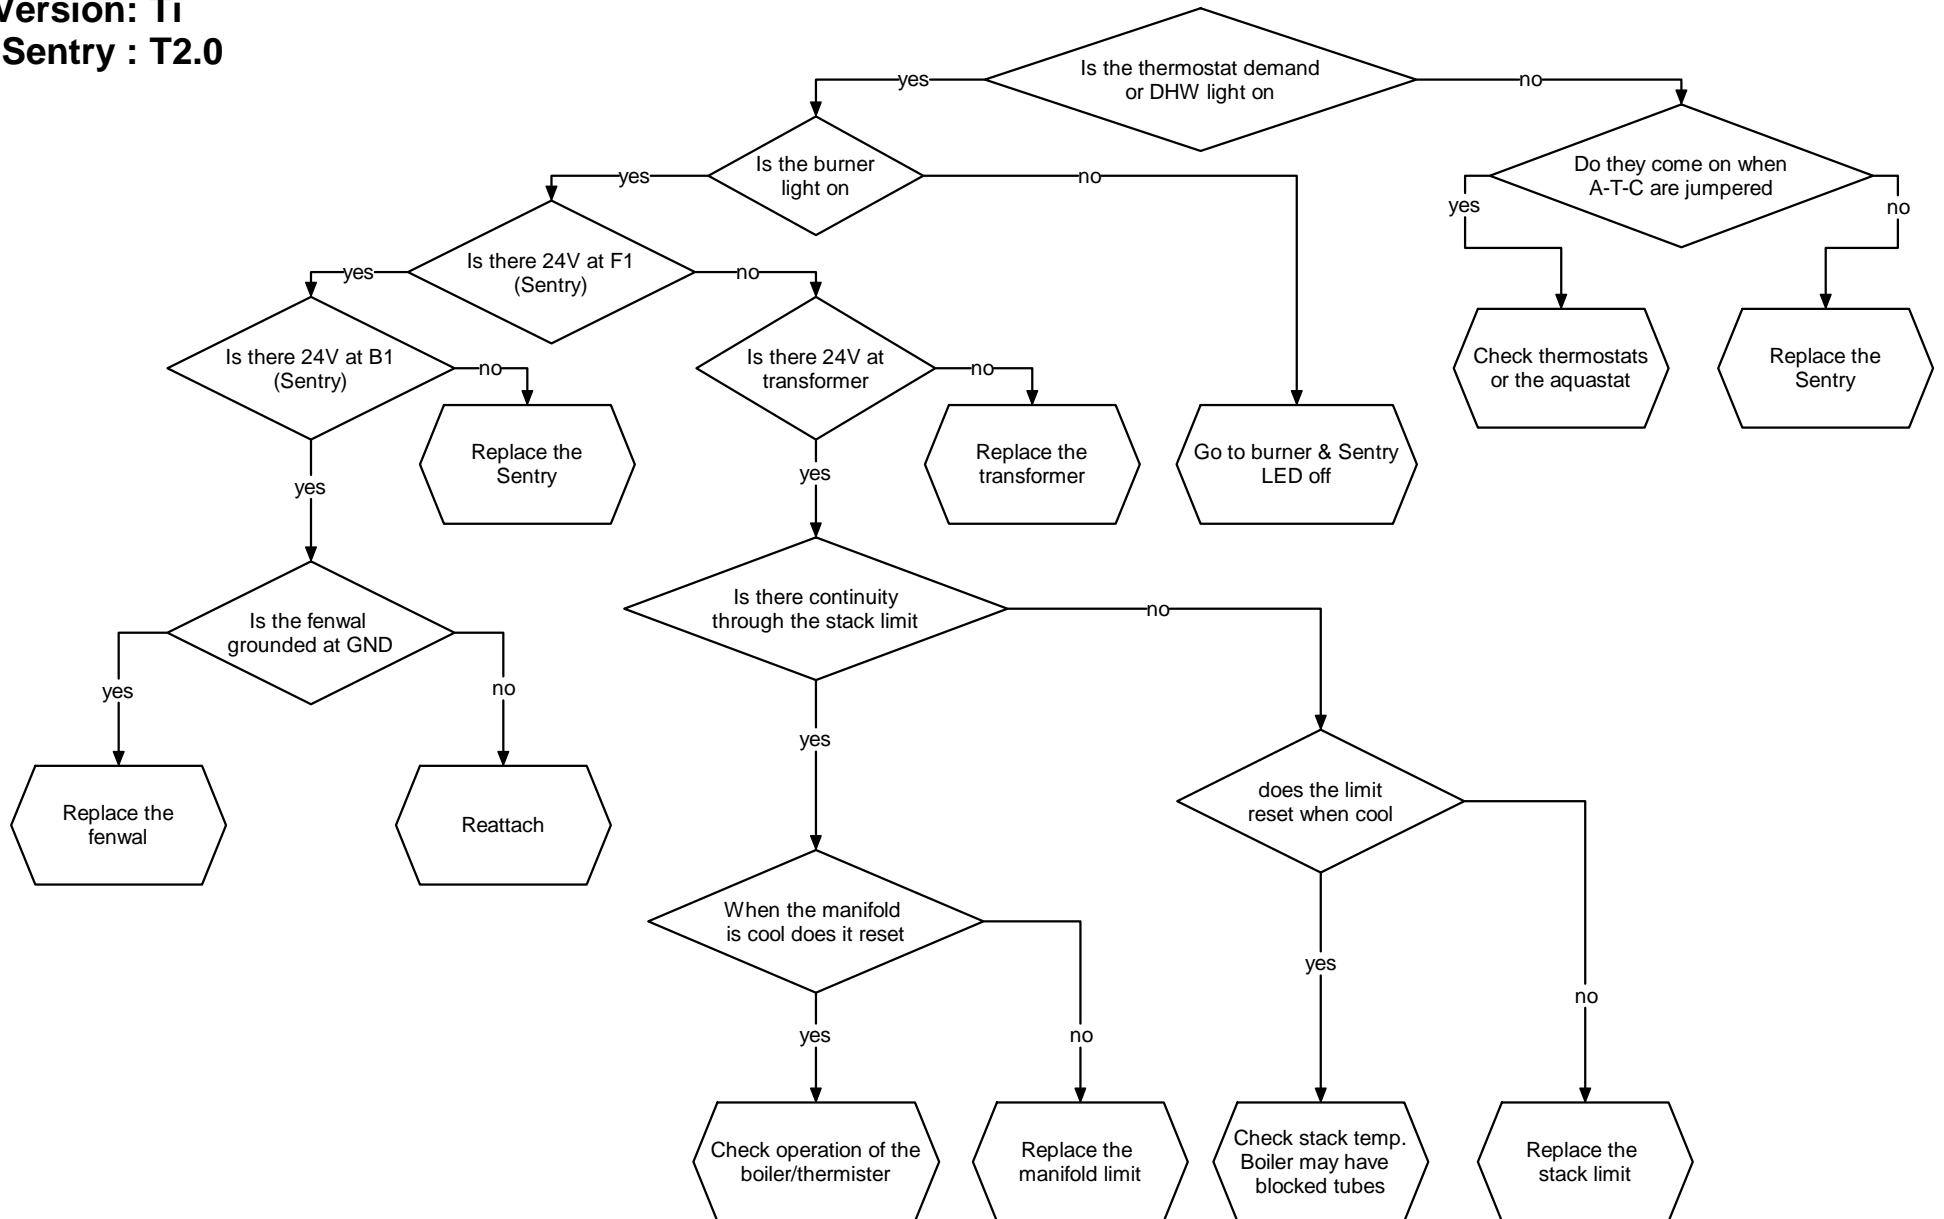 Version: Ti
Sentry : T2.0
Is the thermostat demand
or DHW light on
yes
no
Is the burner
light on
yes
no
Do they come on when
A-T-C are jumpered
yes
no
Is there 24V at F1
(Sentry)
yes
no
Check thermostats
or the aquastat
Replace the
Sentry
Is there 24V at B1
(Sentry)
no
yes
Is there 24V at
transformer
no
yes
Replace the
Sentry
Replace the
transformer
Go to burner & Sentry
LED off
Is the fenwal
grounded at GND
yes
no
Is there continuity
through the stack limit
no
yes
Replace the
fenwal
Reattach
does the limit
reset when cool
yes
no
When the manifold
is cool does it reset
yes
no
Check operation of the
boiler/thermister
Replace the
manifold limit
Check stack temp.
Boiler may have
blocked tubes
Replace the
stack limit